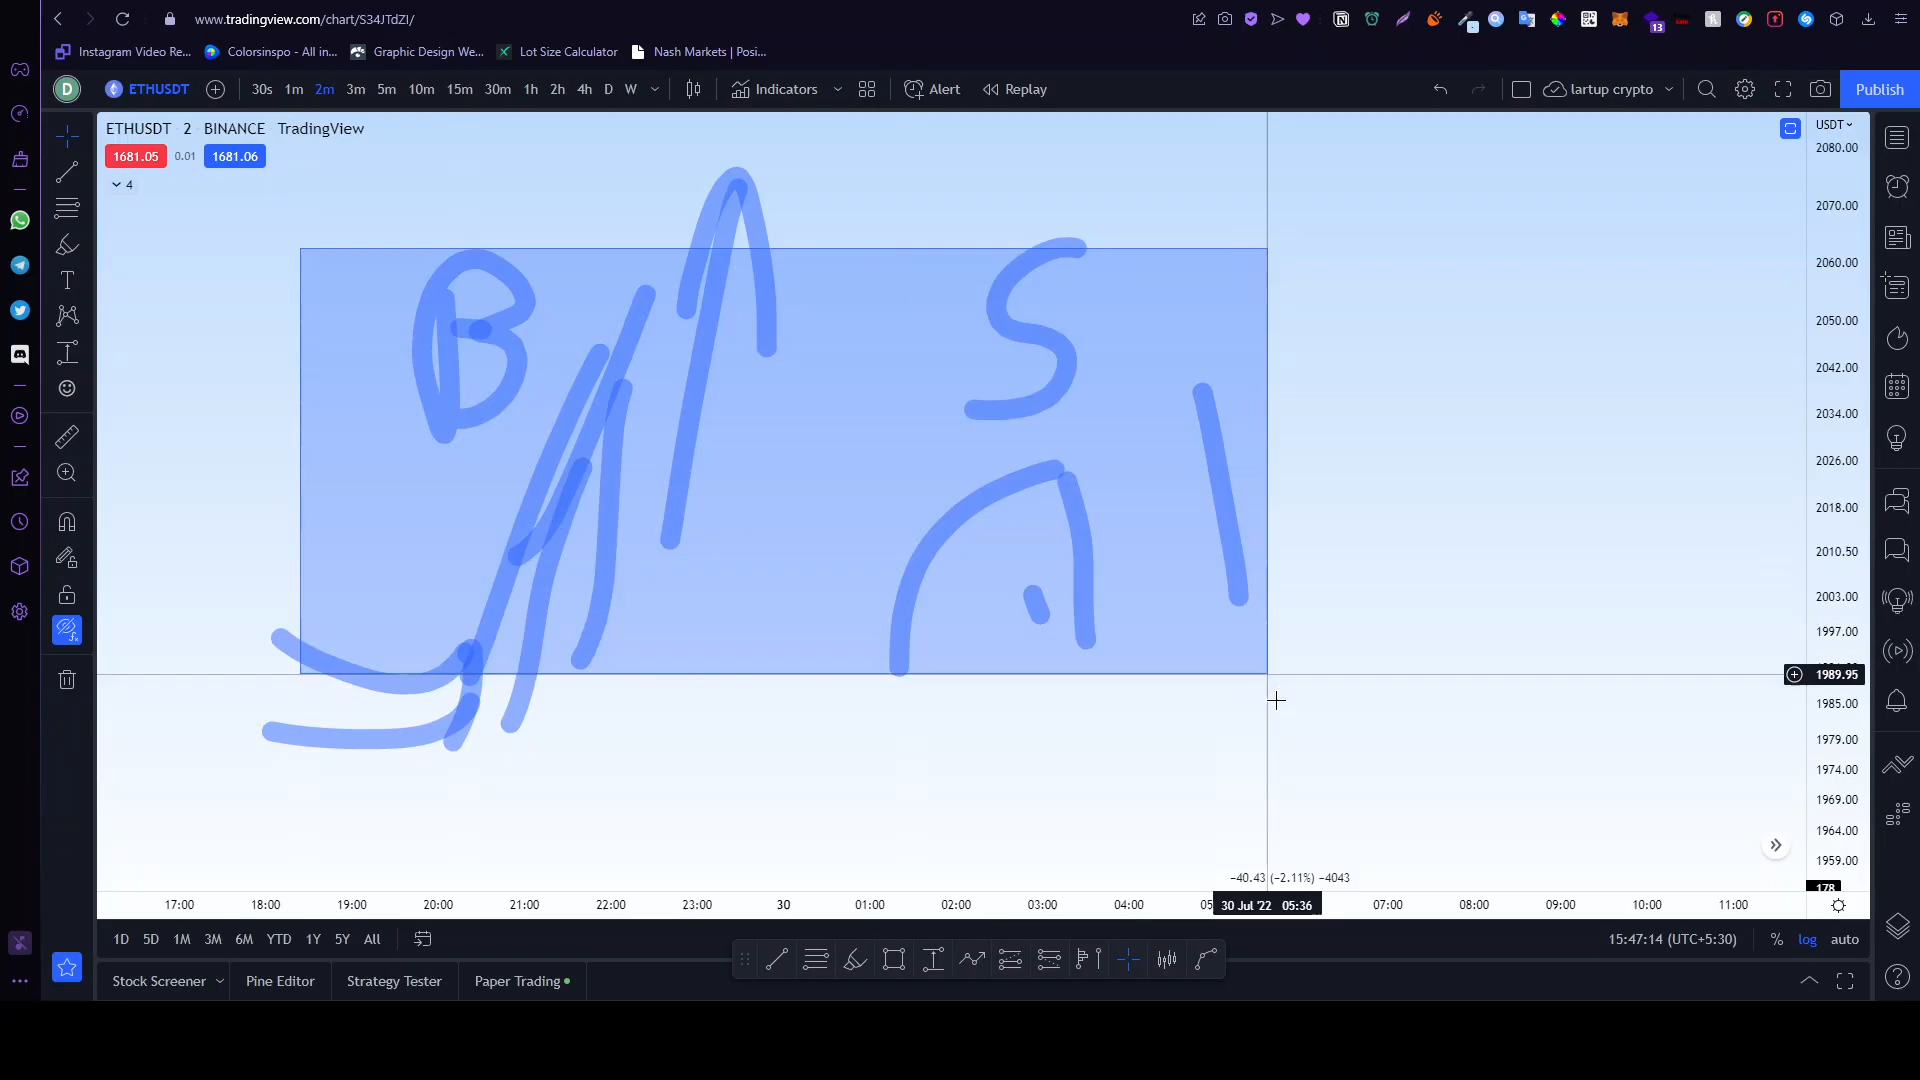 www.tradingview.com/chart/S34JTdZI/
13
Instagram Video Re... Colorsinspo - All in... Graphic Design We... Lot Size Calculator Nash Markets | Posi...
D ETHUSDT 30s 1m 2m 3m 5m 10m 15m 30m 1h 2h 4h D W Indicators Alert Replay lartup crypto Publish
ETHUSDT 2 BINANCE TradingView
USDT
1681.05 0.01 1681.06
4
2080.00
2070.00
2060.00
2050.00
2042.00
2034.00
2026.00
2018.00
2010.50
2003.00
1997.00
1989.95
1985.00
1979.00
1974.00
1969.00
1964.00
1959.00
178
B
S
−40.43 (−2.11%) −4043
17:00 18:00 19:00 20:00 21:00 22:00 23:00 30 01:00 02:00 03:00 04:00 30 Jul '22 05:36 07:00 08:00 09:00 10:00 11:00
1D 5D 1M 3M 6M YTD 1Y 5Y All 15:47:14 (UTC+5:30) % log auto
Stock Screener Pine Editor Strategy Tester Paper Trading